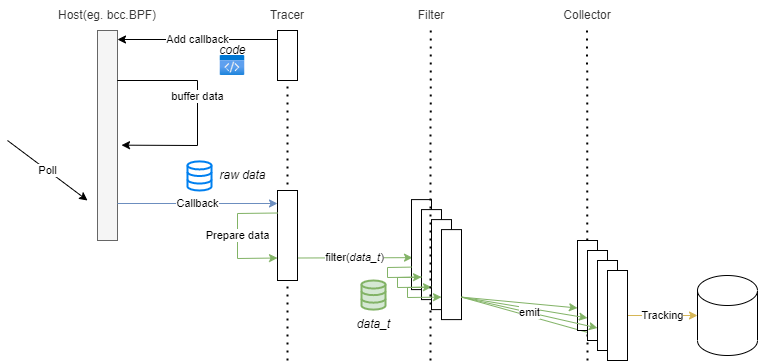 Host(eg. bcc.BPF)
Tracer
Filter
Collector
Add callback
code
buffer data
Poll
raw data
Callback
Prepare data
filter(data_t)
data_t
emit
Tracking